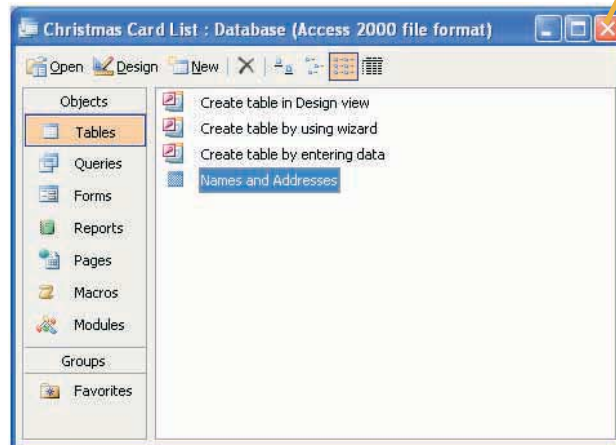 Christmas Card List : Database (Access 2000 file format)
Open Design New
Objects
Tables
Queries
Forms
Reports
Pages
Macros
Modules
Groups
Favorites
Create table in Design view
Create table by using wizard
Create table by entering data
Names and Addresses